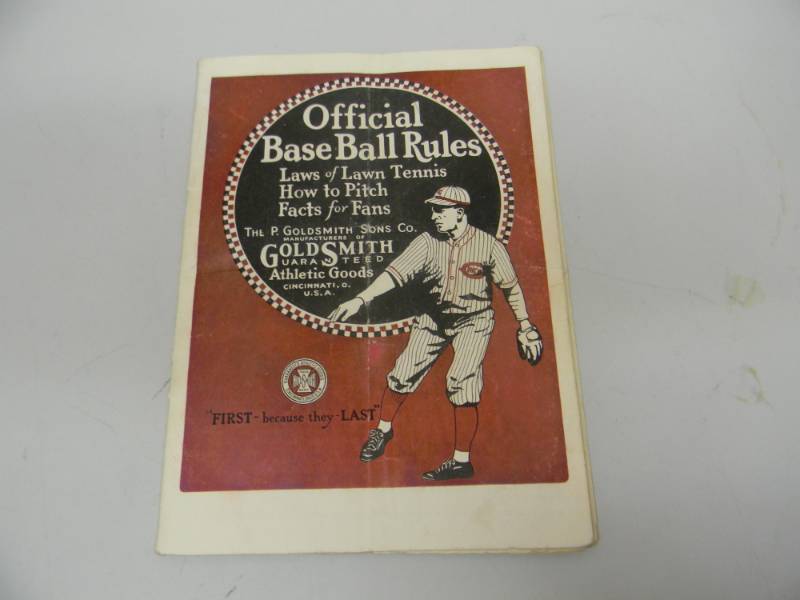 Official
Base Ball Rules
Laws of Lawn Tennis
How to Pitch
Facts for Fans
THE P. GOLDSMITH SONS CO.
MANUFACTURERS OF
GOLDSMITH
GUARANTEED
Athletic Goods
CINCINNATI, O.
U.S.A.
"FIRST - because they - LAST"